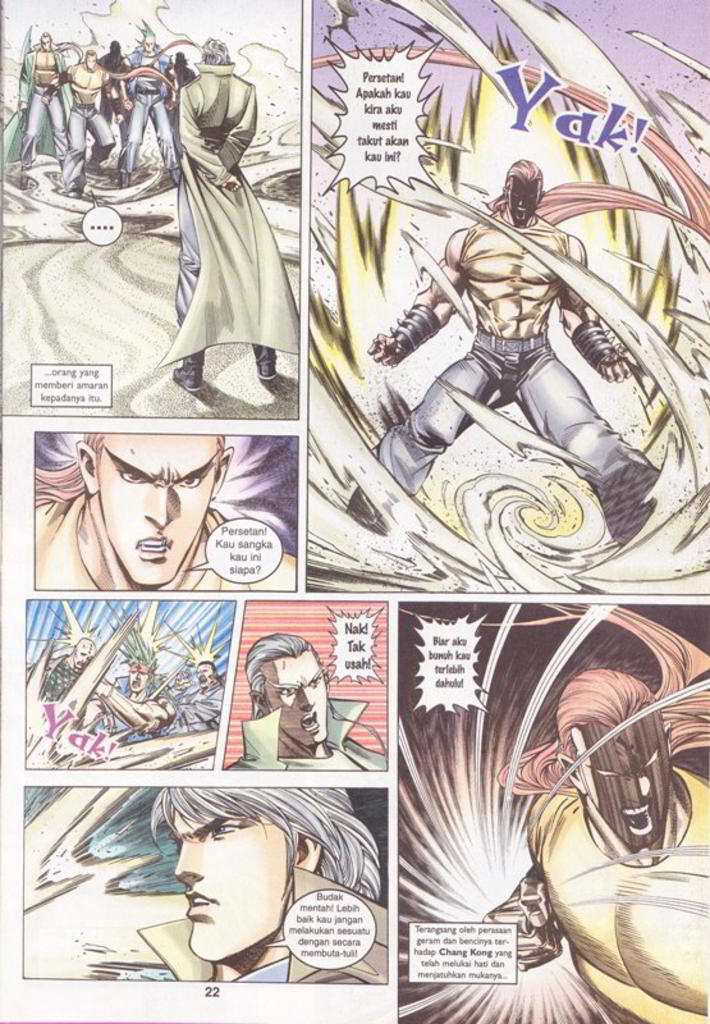 ....
...orang yang
memberi amaran
kepadanya itu.
Persetan!
Apakah kau
kira aku
mesti
takut akan
kau ini?
Yak!
Persetan!
Kau sangka
kau ini
siapa?
Yak!
Nak!
Tak
usah!
Budak
mentah! Lebih
baik kau jangan
melakukan sesuatu
dengan secara
membuta-tuli!
Biar aku
bunuh kau
terlebih
dahulu!
Terangsang oleh perasaan
geram dan bencinya ter-
hadap Chang Kong yang
telah melukai hati dan
menjatuhkan mukanya...
22